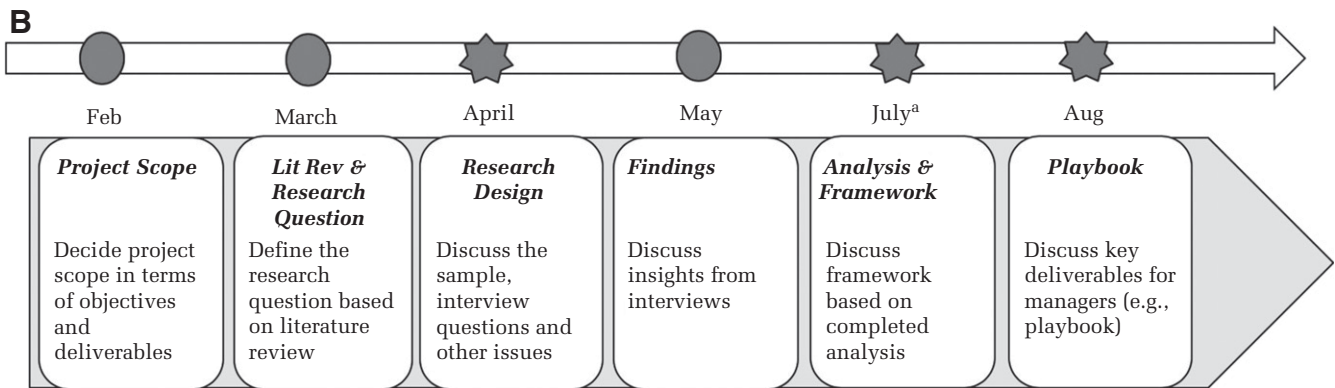 B
Feb
March
April
May
Julyᵃ
Aug
Project Scope
Decide project
scope in terms
of objectives
and
deliverables
Lit Rev &
Research
Question
Define the
research
question based
on literature
review
Research
Design
Discuss the
sample,
interview
questions and
other issues
Findings
Discuss
insights from
interviews
Analysis &
Framework
Discuss
framework
based on
completed
analysis
Playbook
Discuss key
deliverables for
managers (e.g.,
playbook)